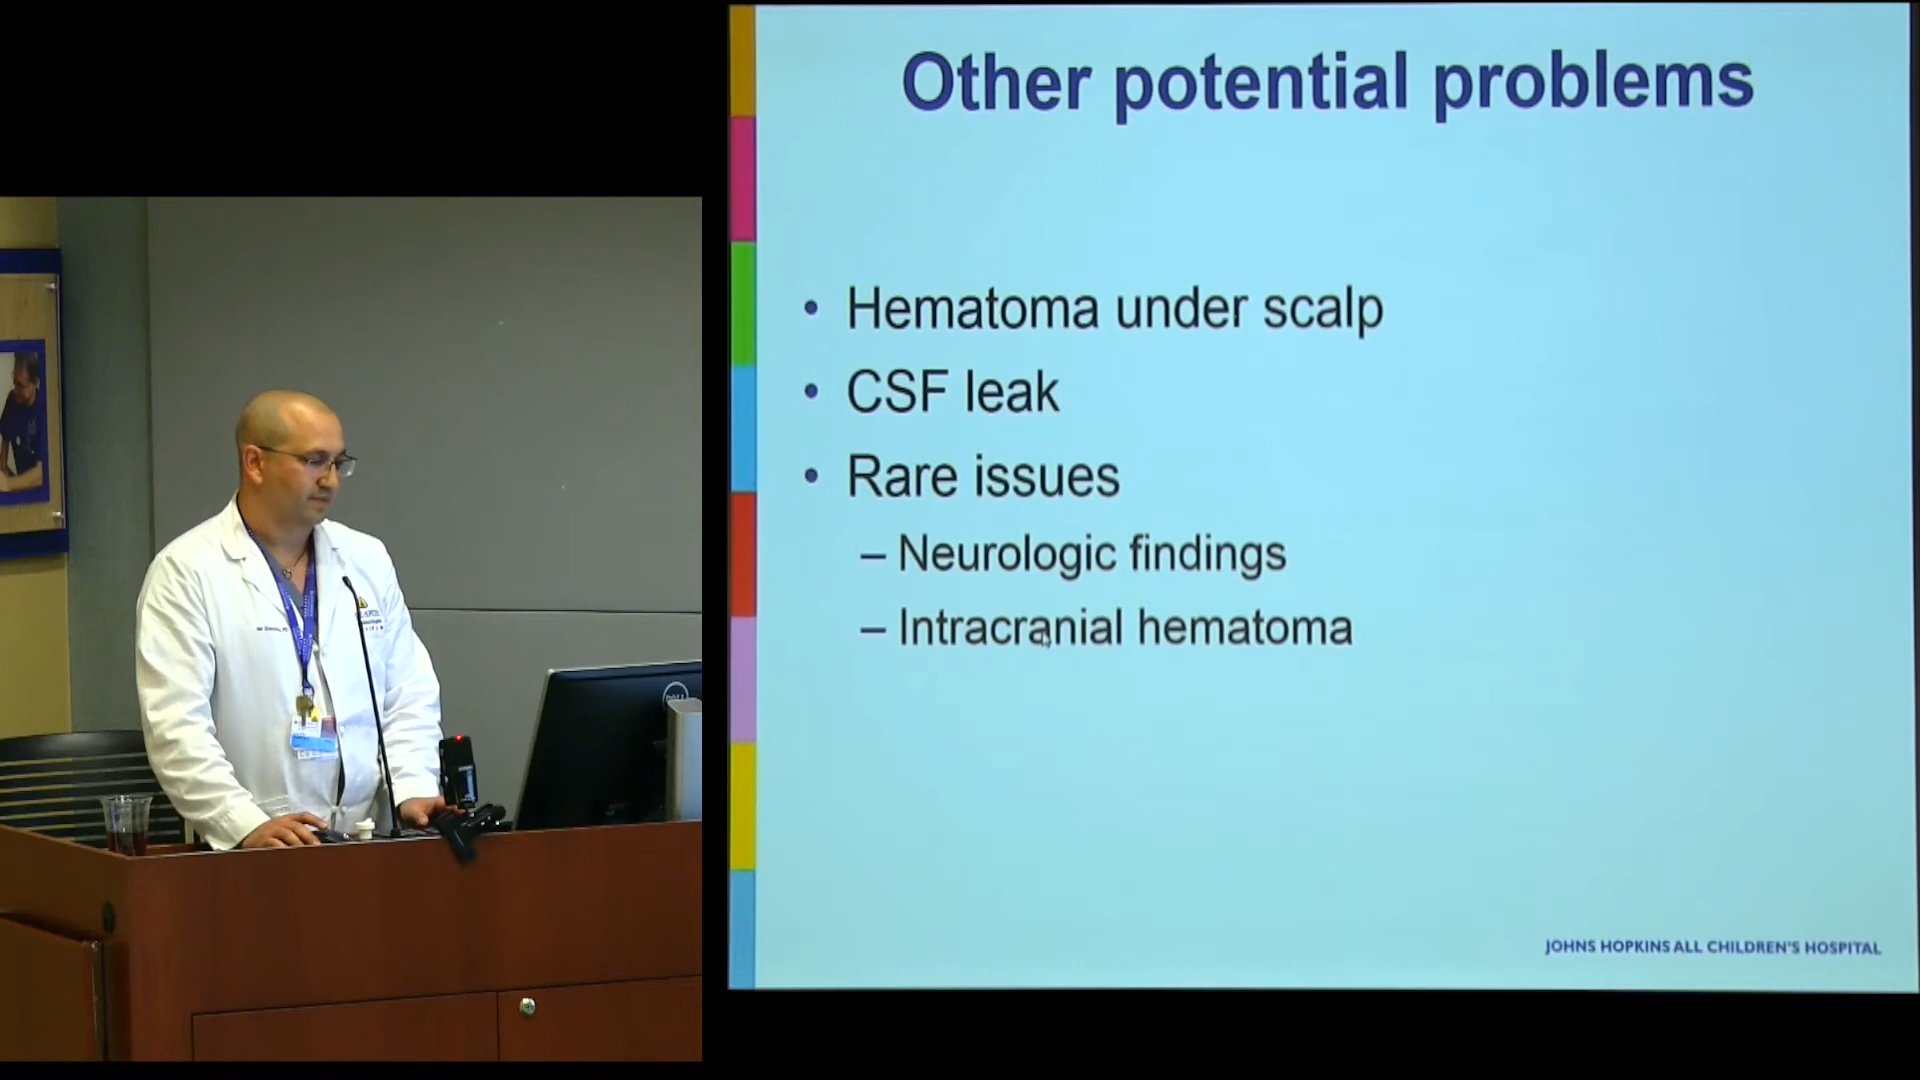 Other potential problems
• Hematoma under scalp
• CSF leak
• Rare issues
– Neurologic findings
– Intracranial hematoma
JOHNS HOPKINS ALL CHILDREN'S HOSPITAL
DELL